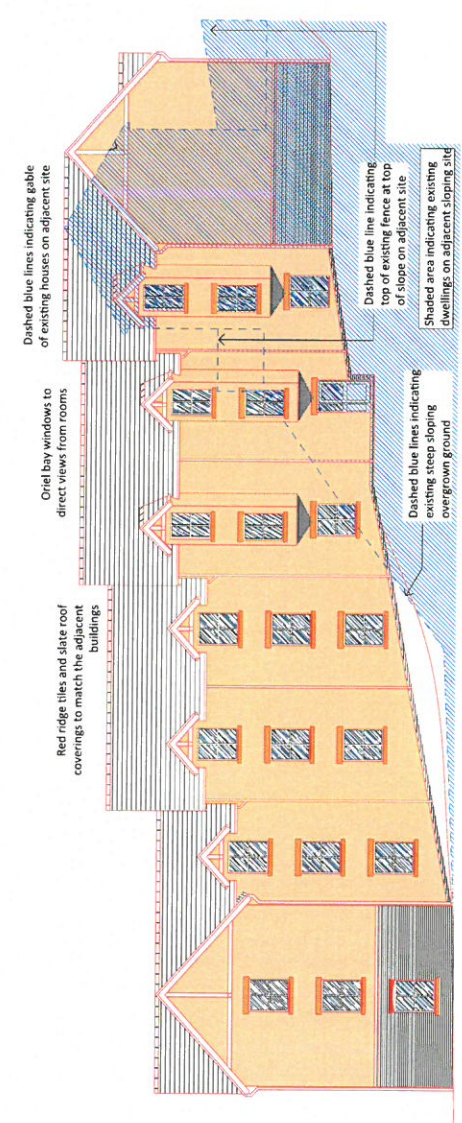 Dashed blue lines indicating gable
of existing houses on adjacent site
Oriel bay windows to
direct views from rooms
Red ridge tiles and slate roof
coverings to match the adjacent
buildings
Dashed blue line indicating
top of existing fence at top
of slope on adjacent site
Shaded area indicating existing
dwellings on adjacent sloping site
Dashed blue lines indicating
existing steep sloping
overgrown ground